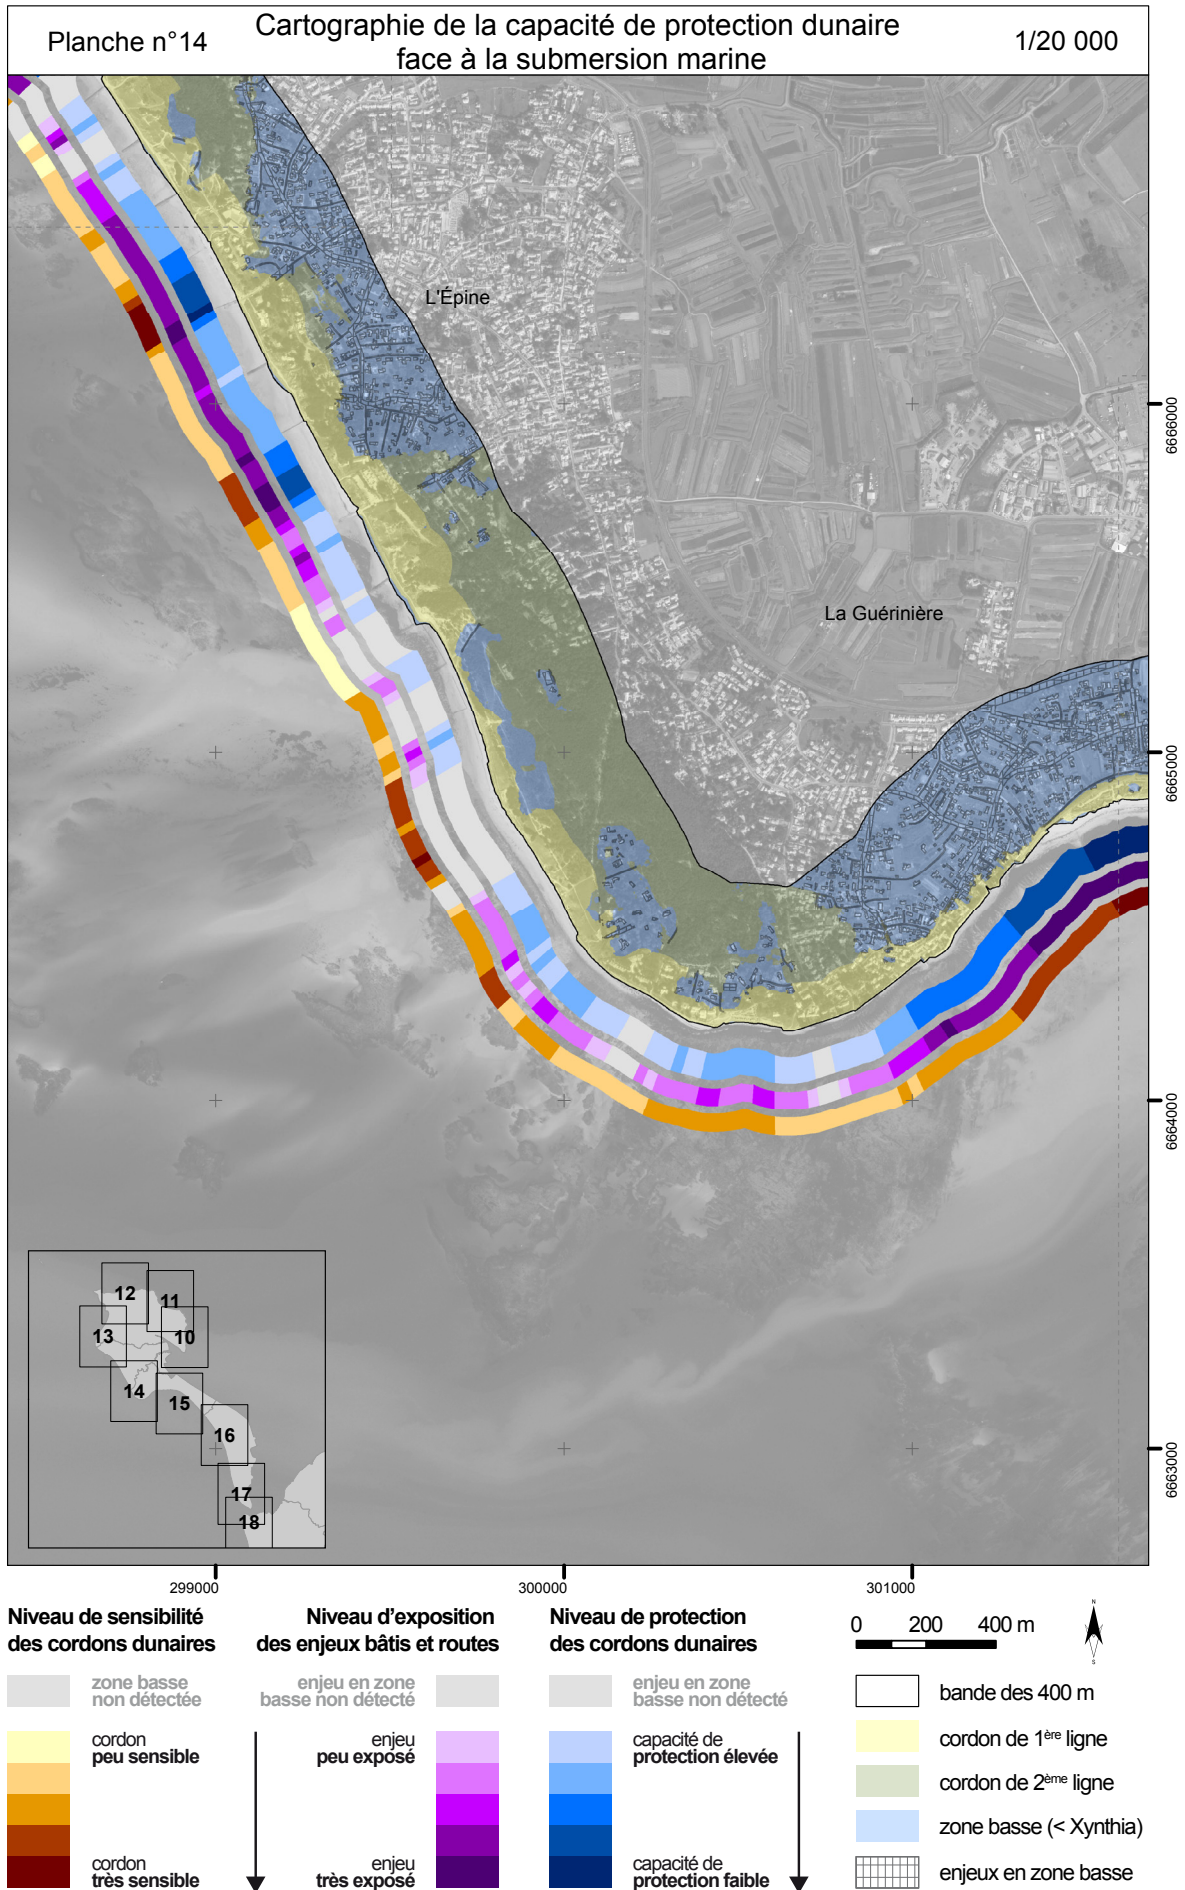 Planche n°14
Cartographie de la capacité de protection dunaire
face à la submersion marine
1/20 000
L'Épine
La Guérinière
6666000
6665000
6664000
6663000
12
11
13
10
14
15
16
17
18
299000
300000
301000
Niveau de sensibilité
des cordons dunaires
zone basse
non détectée
cordon
peu sensible
cordon
très sensible
Niveau d'exposition
des enjeux bâtis et routes
enjeu en zone
basse non détecté
enjeu
peu exposé
enjeu
très exposé
Niveau de protection
des cordons dunaires
enjeu en zone
basse non détecté
capacité de
protection élevée
capacité de
protection faible
0 200 400 m
N
S
bande des 400 m
cordon de 1ère ligne
cordon de 2ème ligne
zone basse (< Xynthia)
enjeux en zone basse